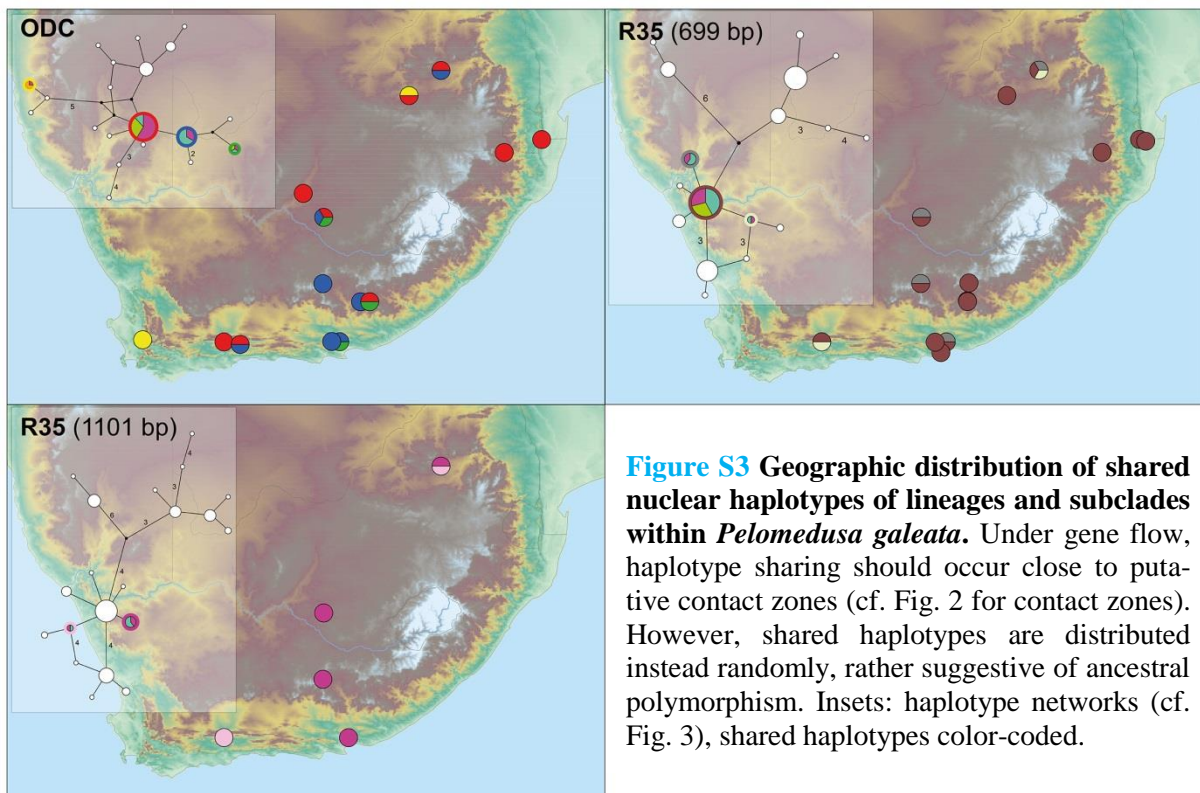 ODC
5
3
4
2
4
R35 (699 bp)
6
3
4
3
3
R35 (1101 bp)
4
3
6
3
4
4
4
Figure S3 Geographic distribution of shared
nuclear haplotypes of lineages and subclades
within Pelomedusa galeata. Under gene flow,
haplotype sharing should occur close to puta-
tive contact zones (cf. Fig. 2 for contact zones).
However, shared haplotypes are distributed
instead randomly, rather suggestive of ancestral
polymorphism. Insets: haplotype networks (cf.
Fig. 3), shared haplotypes color-coded.